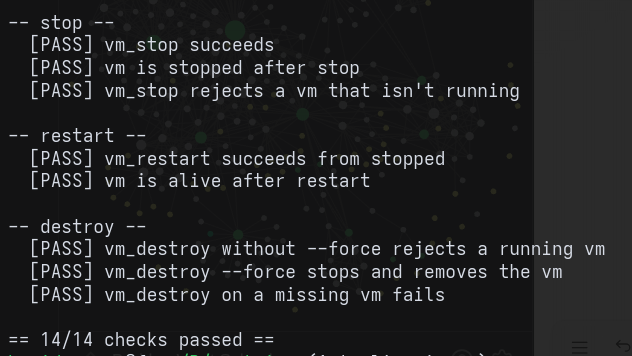 -- stop --
[PASS] vm_stop succeeds
[PASS] vm is stopped after stop
[PASS] vm_stop rejects a vm that isn't running
-- restart --
[PASS] vm_restart succeeds from stopped
[PASS] vm is alive after restart
-- destroy --
[PASS] vm_destroy without --force rejects a running vm
[PASS] vm_destroy --force stops and removes the vm
[PASS] vm_destroy on a missing vm fails
== 14/14 checks passed ==